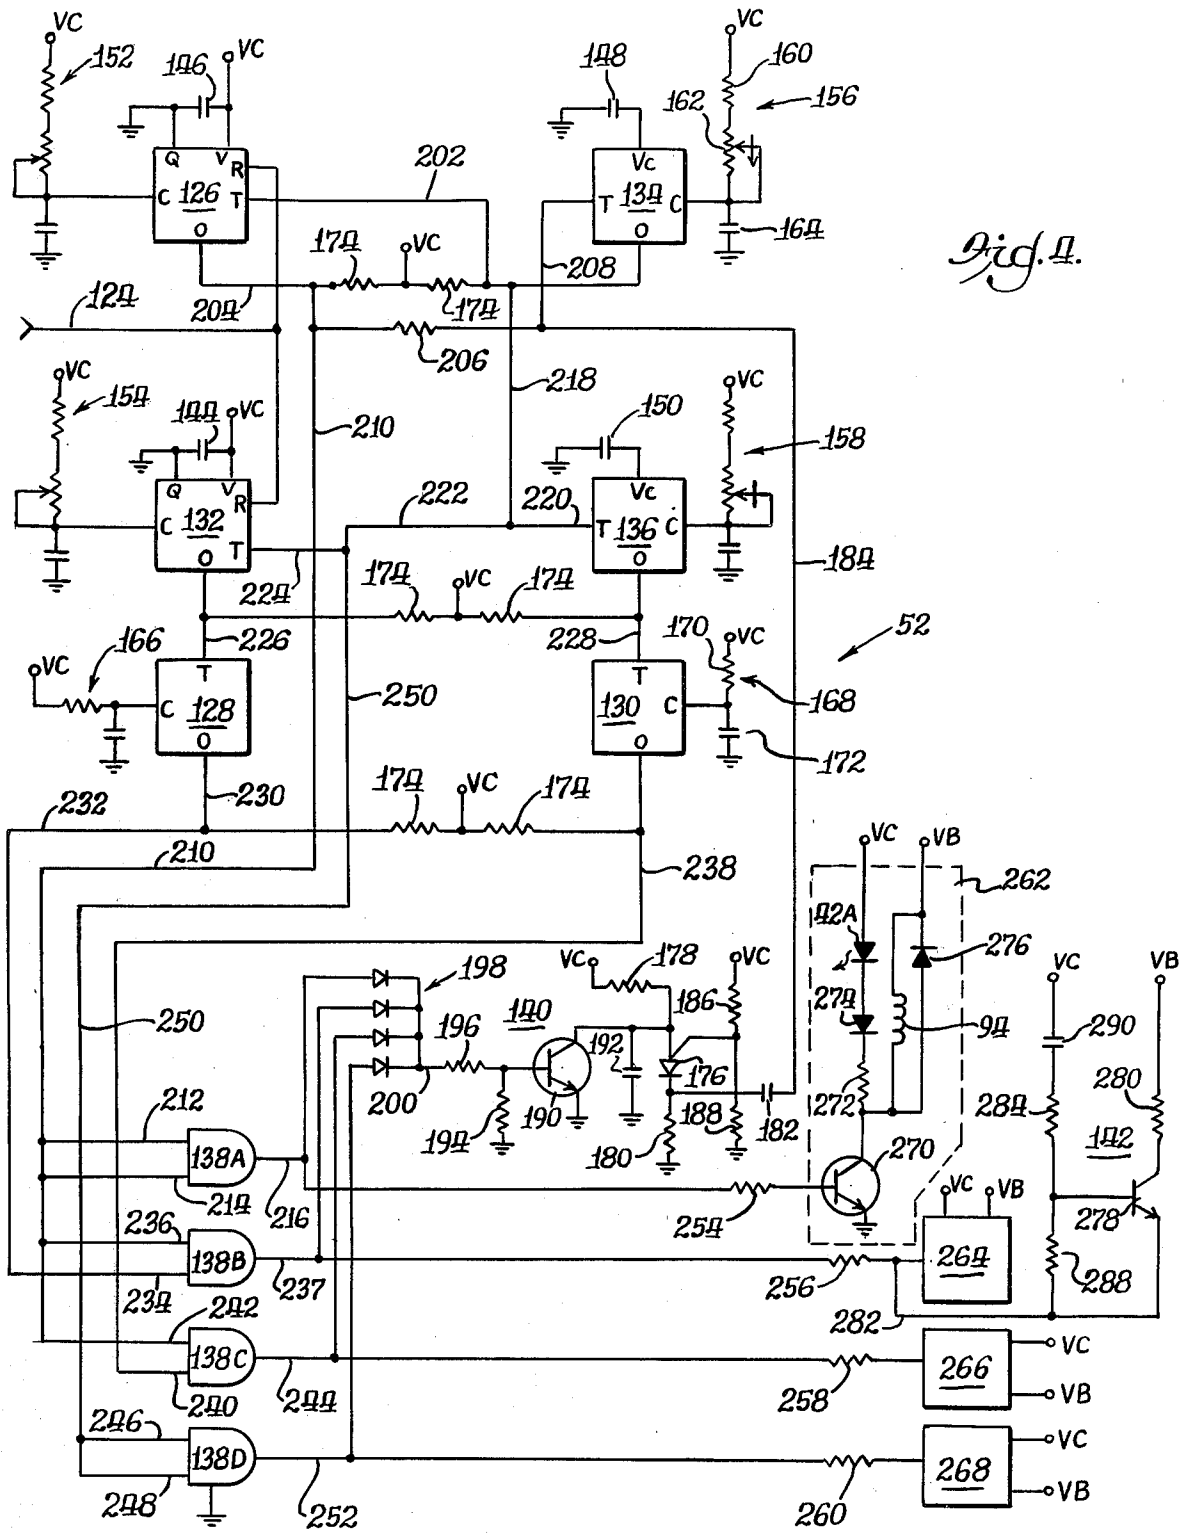 VC
VC
VC
152
146
148
160
156
162
Q
V
R
126
C
T
O
202
Vc
134
T
C
O
164
174
VC
208
204
174
Fig. 4.
124
206
VC
218
VC
154
144
VC
210
150
158
Q
V
R
132
C
T
O
222
220
Vc
T
136
C
O
184
224
174
VC
174
52
166
226
228
170
VC
VC
T
C
128
O
250
T
130
C
O
168
172
174
VC
174
232
230
210
238
VC
VB
262
42A
276
274
94
VC
VB
198
VC
178
VC
250
196
140
192
186
290
176
272
200
190
188
182
284
280
212
194
180
142
138A
270
214
216
254
VC
VB
278
236
138B
264
234
237
256
288
242
282
138C
VC
266
240
244
258
VB
246
138D
VC
268
248
252
260
VB